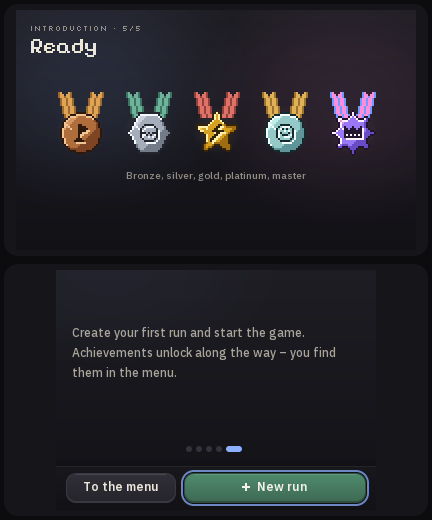 INTRODUCTION · 5/5
Ready
Bronze, silver, gold, platinum, master
Create your first run and start the game.
Achievements unlock along the way – you find
them in the menu.
To the menu
+ New run